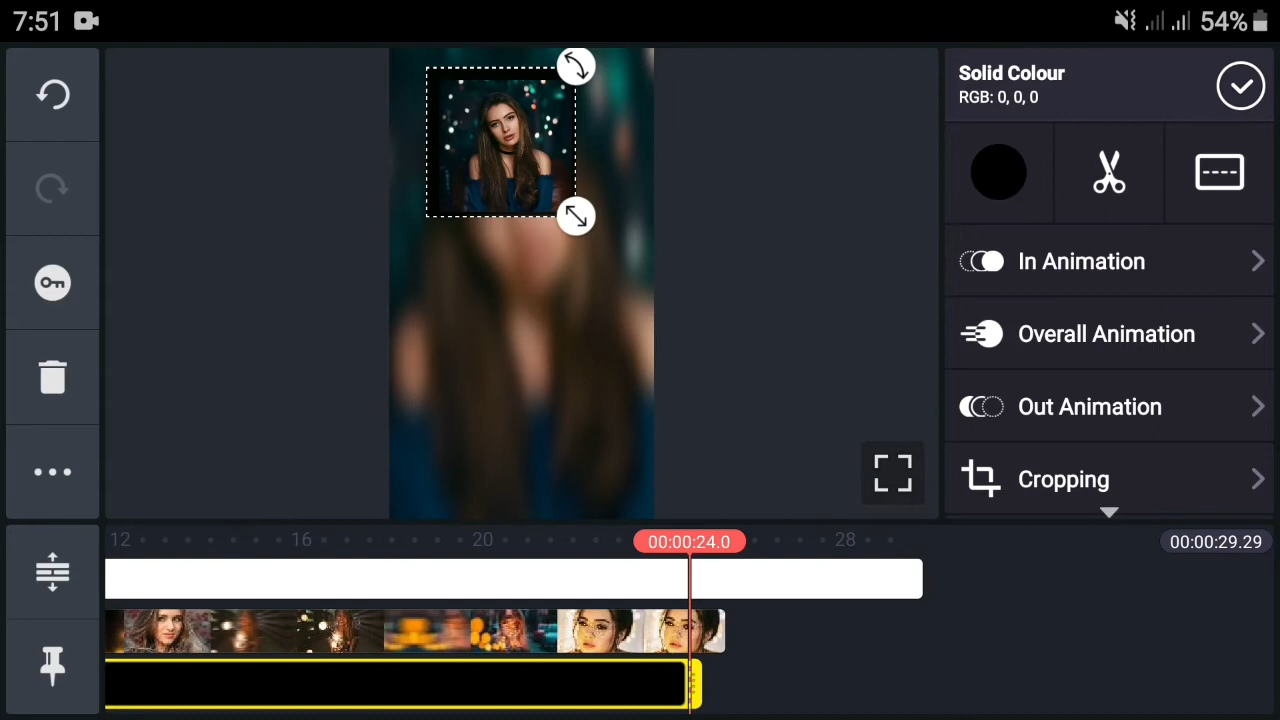 7:51
54%
Solid Colour
RGB: 0, 0, 0
In Animation
Overall Animation
Out Animation
Cropping
12 16 20 00:00:24.0 28 00:00:29.29